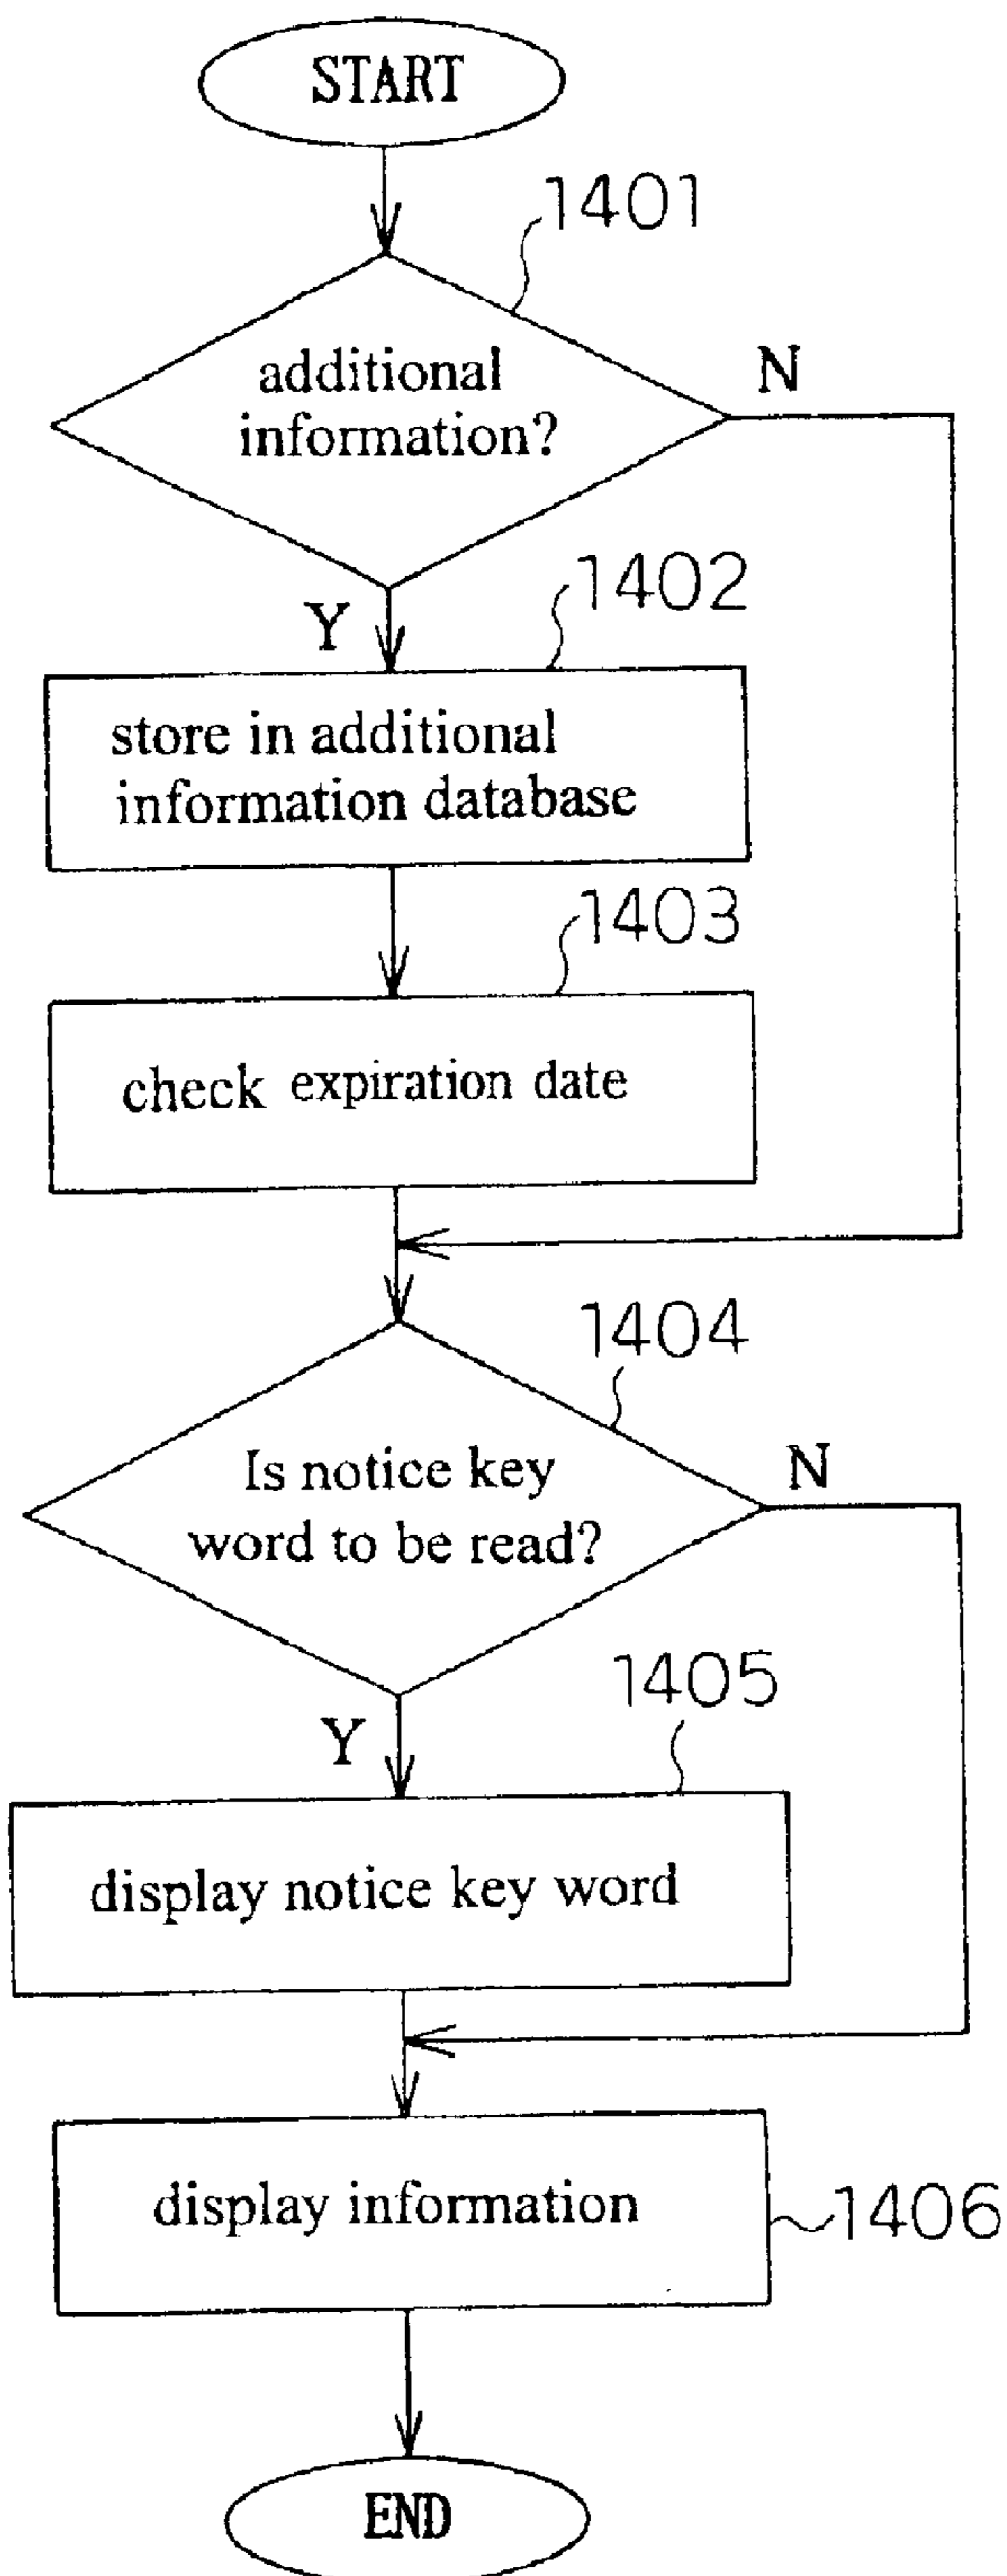 START
1401
additional
information?
N
Y
1402
store in additional
information database
1403
check expiration date
1404
Is notice key
word to be read?
N
Y
1405
display notice key word
display information
1406
END